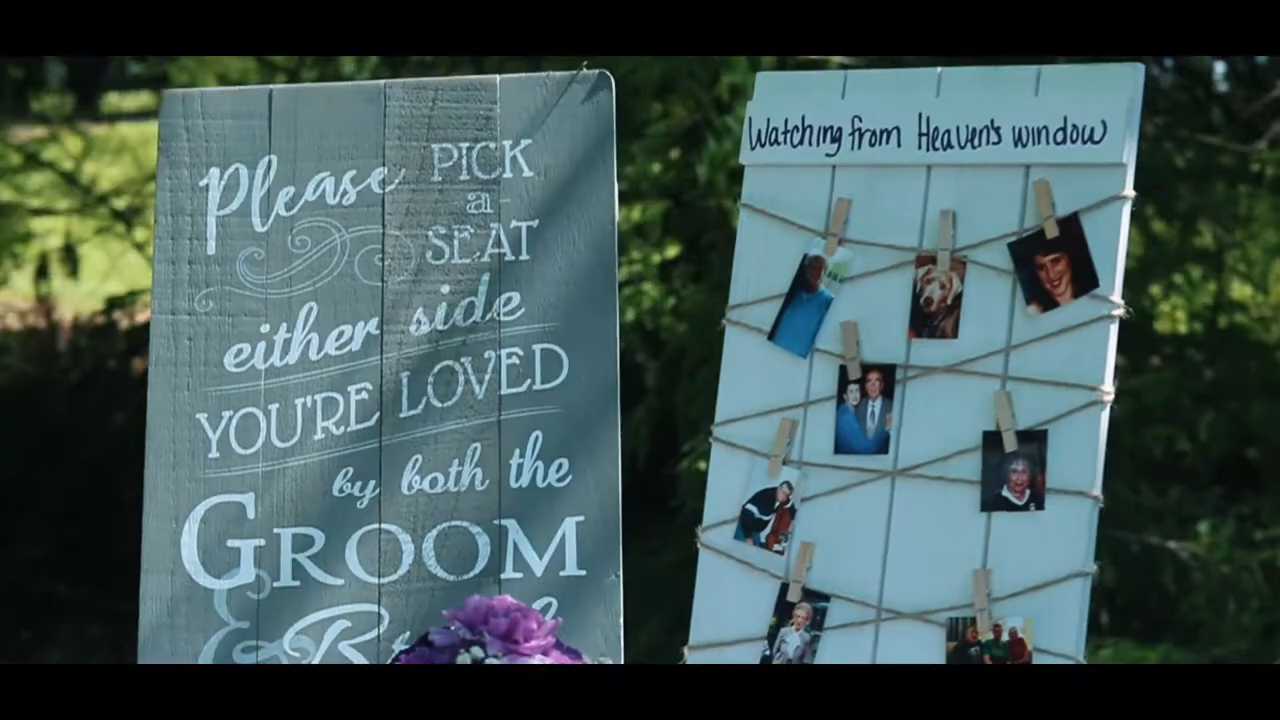 Please PICK
a
SEAT
either side
YOU'RE LOVED
by both the
GROOM
&
Watching from Heaven's window